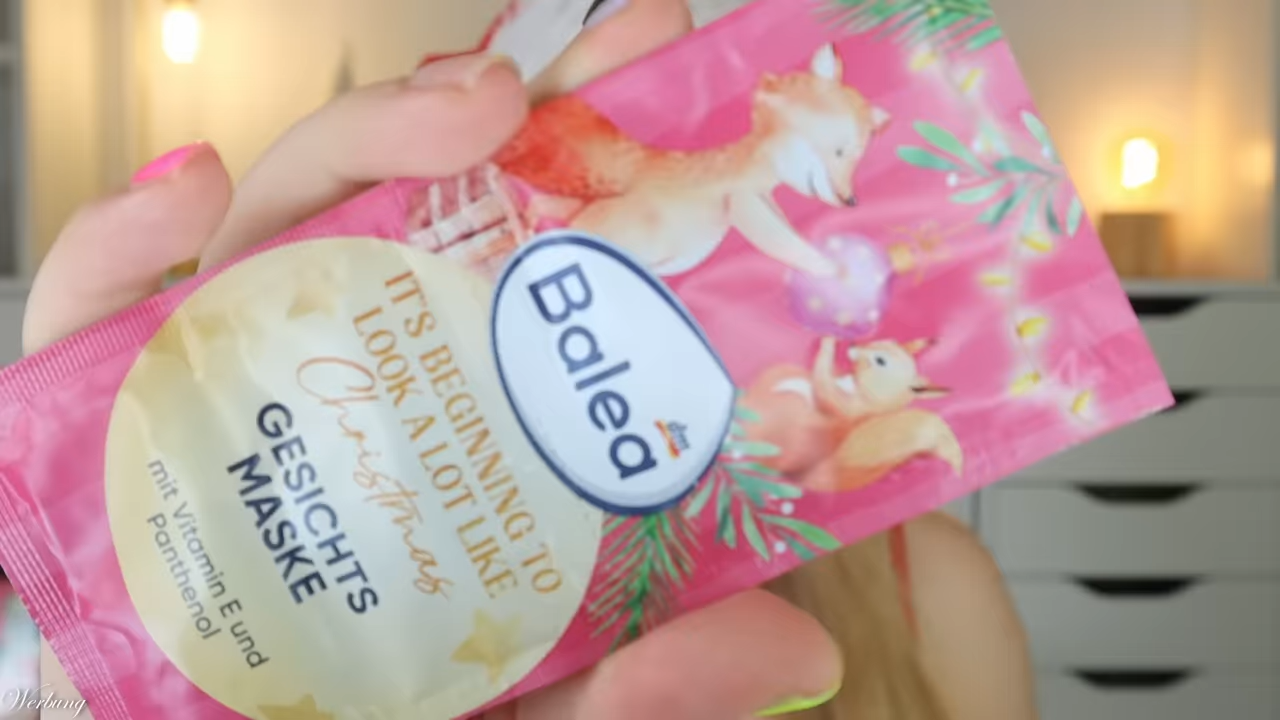 Balea
dm
IT'S BEGINNING TO
LOOK A LOT LIKE
Christmas
GESICHTS
MASKE
mit Vitamin E und
Panthenol
Werbung